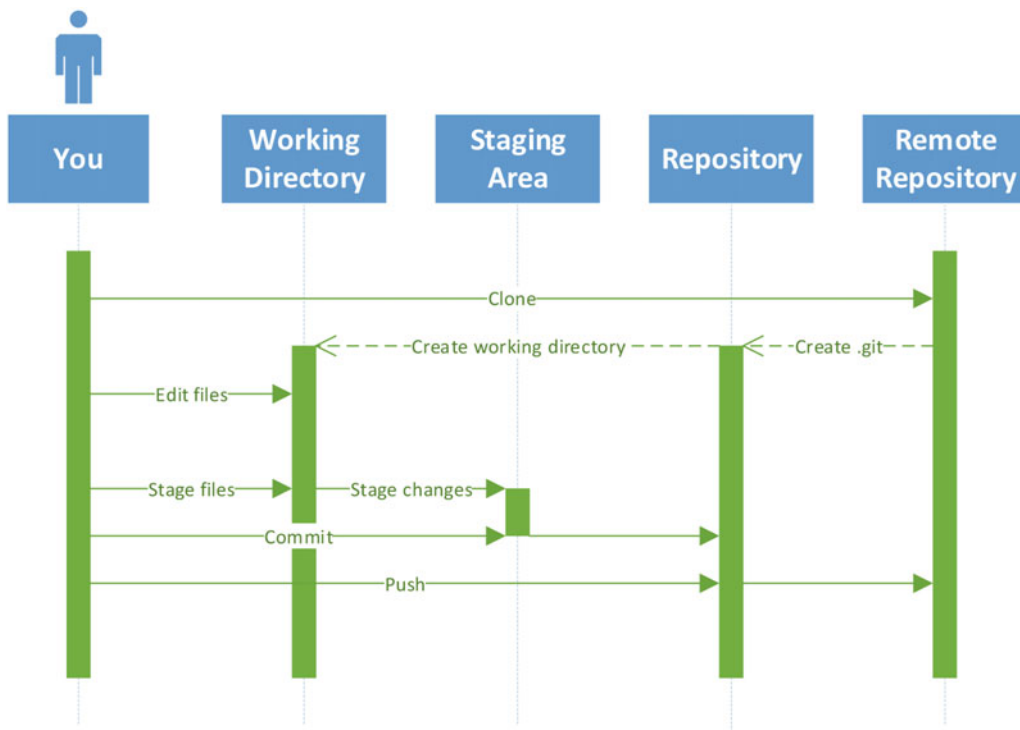 You
Working
Directory
Staging
Area
Repository
Remote
Repository
Clone
Create working directory
Create .git
Edit files
Stage files
Stage changes
Commit
Push